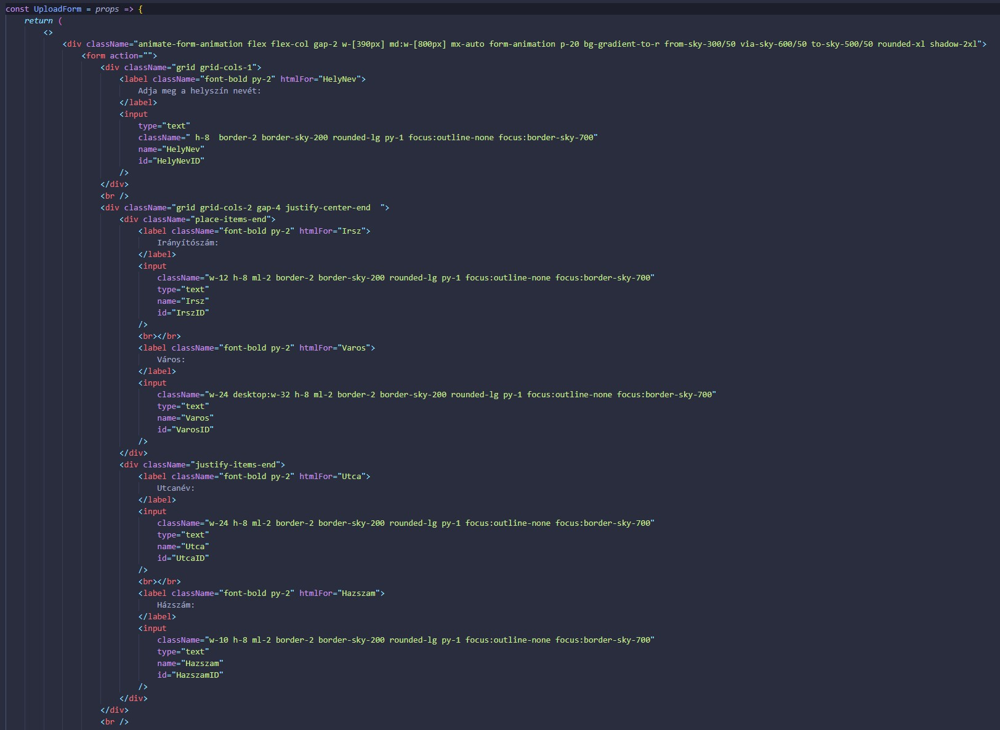 const UploadForm = props => {
    return (
        <>
            <div className="animate-form-animation flex flex-col gap-2 w-[390px] md:w-[800px] mx-auto form-animation p-20 bg-gradient-to-r from-sky-300/50 via-sky-600/50 to-sky-500/50 rounded-xl shadow-2xl">
                <form action="">
                    <div className="grid grid-cols-1">
                        <label className="font-bold py-2" htmlFor="HelyNev">
                            Adja meg a helyszín nevét:
                        </label>
                        <input
                            type="text"
                            className=" h-8  border-2 border-sky-200 rounded-lg py-1 focus:outline-none focus:border-sky-700"
                            name="HelyNev"
                            id="HelyNevID"
                        />
                    </div>
                    <br />
                    <div className="grid grid-cols-2 gap-4 justify-center-end  ">
                        <div className="place-items-end">
                            <label className="font-bold py-2" htmlFor="Irsz">
                                Irányítószám:
                            </label>
                            <input
                                className="w-12 h-8 ml-2 border-2 border-sky-200 rounded-lg py-1 focus:outline-none focus:border-sky-700"
                                type="text"
                                name="Irsz"
                                id="IrszID"
                            />
                            <br></br>
                            <label className="font-bold py-2" htmlFor="Varos">
                                Város:
                            </label>
                            <input
                                className="w-24 desktop:w-32 h-8 ml-2 border-2 border-sky-200 rounded-lg py-1 focus:outline-none focus:border-sky-700"
                                type="text"
                                name="Varos"
                                id="VarosID"
                            />
                        </div>
                        <div className="justify-items-end">
                            <label className="font-bold py-2" htmlFor="Utca">
                                Utcanév:
                            </label>
                            <input
                                className="w-24 h-8 ml-2 border-2 border-sky-200 rounded-lg py-1 focus:outline-none focus:border-sky-700"
                                type="text"
                                name="Utca"
                                id="UtcaID"
                            />
                            <br></br>
                            <label className="font-bold py-2" htmlFor="Hazszam">
                                Házszám:
                            </label>
                            <input
                                className="w-10 h-8 ml-2 border-2 border-sky-200 rounded-lg py-1 focus:outline-none focus:border-sky-700"
                                type="text"
                                name="Hazszam"
                                id="HazszamID"
                            />
                        </div>
                    </div>
                    <br />